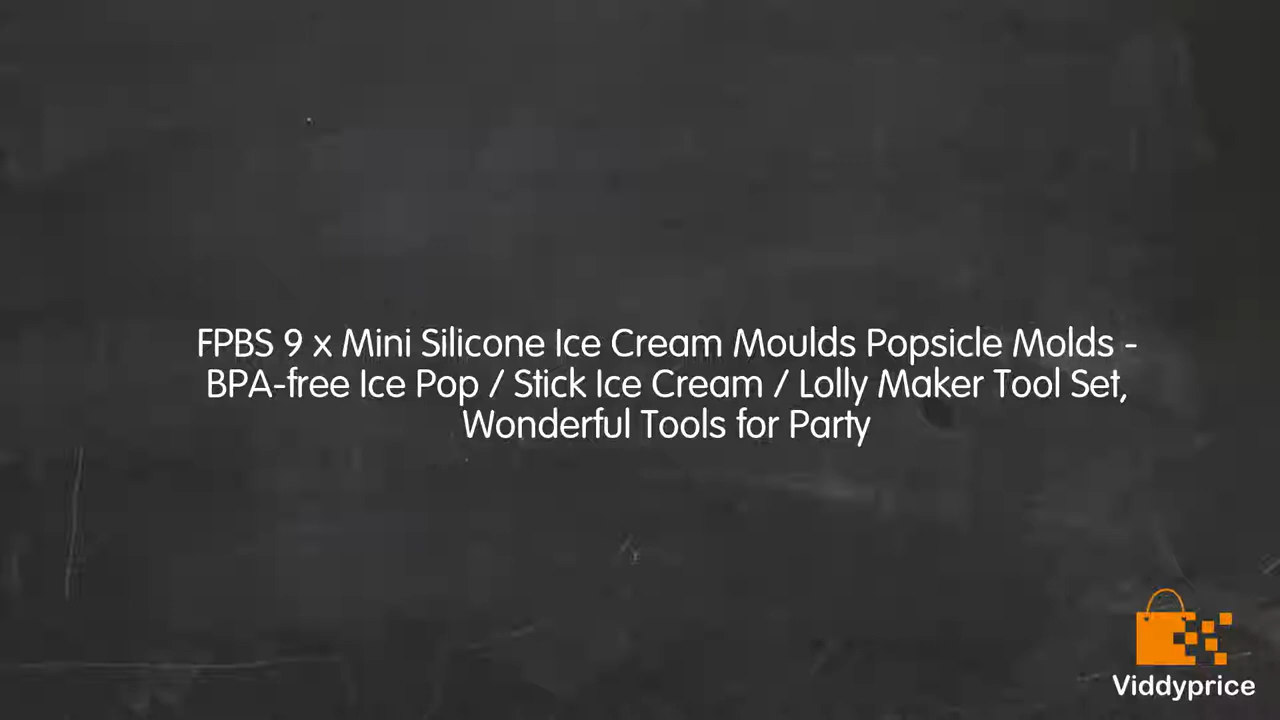 FPBS 9 x Mini Silicone Ice Cream Moulds Popsicle Molds -
BPA-free Ice Pop / Stick Ice Cream / Lolly Maker Tool Set,
Wonderful Tools for Party
Viddyprice